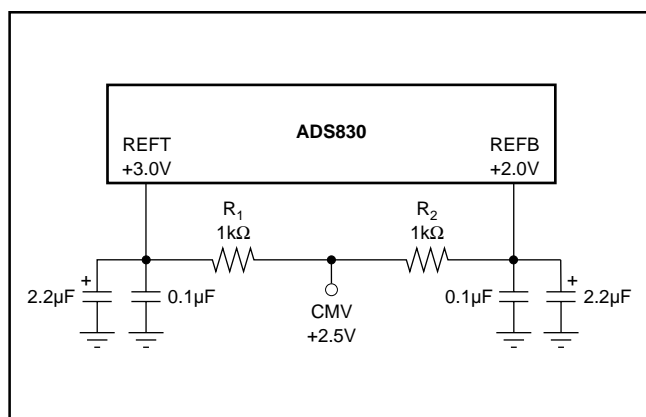 ADS830
REFT
+3.0V
REFB
+2.0V
R1
1kΩ
R2
1kΩ
+
2.2µF
0.1µF
CMV
+2.5V
0.1µF
+
2.2µF